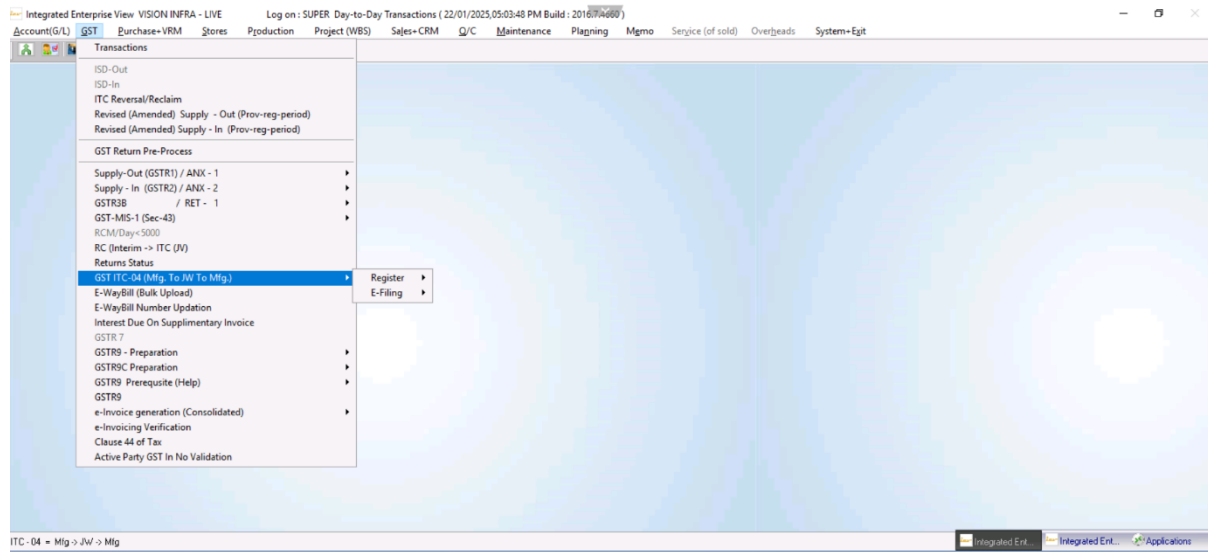 Integrated Enterprise View VISION INFRA - LIVE Log on : SUPER Day-to-Day Transactions ( 22/01/2025,05:03:48 PM Build : 2016.7.4660 )
Account(G/L) GST Purchase+VRM Stores Production Project (WBS) Sales+CRM Q/C Maintenance Planning Memo Service (of sold) Overheads System+Exit
Transactions
ISD-Out
ISD-In
ITC Reversal/Reclaim
Revised (Amended) Supply - Out (Prov-reg-period)
Revised (Amended) Supply - In (Prov-reg-period)
GST Return Pre-Process
Supply-Out (GSTR1) / ANX - 1
Supply - In (GSTR2) / ANX - 2
GSTR3B / RET - 1
GST-MIS-1 (Sec-43)
RCM/Day<5000
RC (Interim -> ITC (JV)
Returns Status
GST ITC-04 (Mfg. To JW To Mfg.) Register
E-WayBill (Bulk Upload) E-Filing
E-WayBill Number Updation
Interest Due On Supplimentary Invoice
GSTR 7
GSTR9 - Preparation
GSTR9C Preparation
GSTR9 Prerequsite (Help)
GSTR9
e-Invoice generation (Consolidated)
e-Invoicing Verification
Clause 44 of Tax
Active Party GST In No Validation
ITC - 04 = Mfg -> JW -> Mfg Integrated Ent... Integrated Ent... Applications